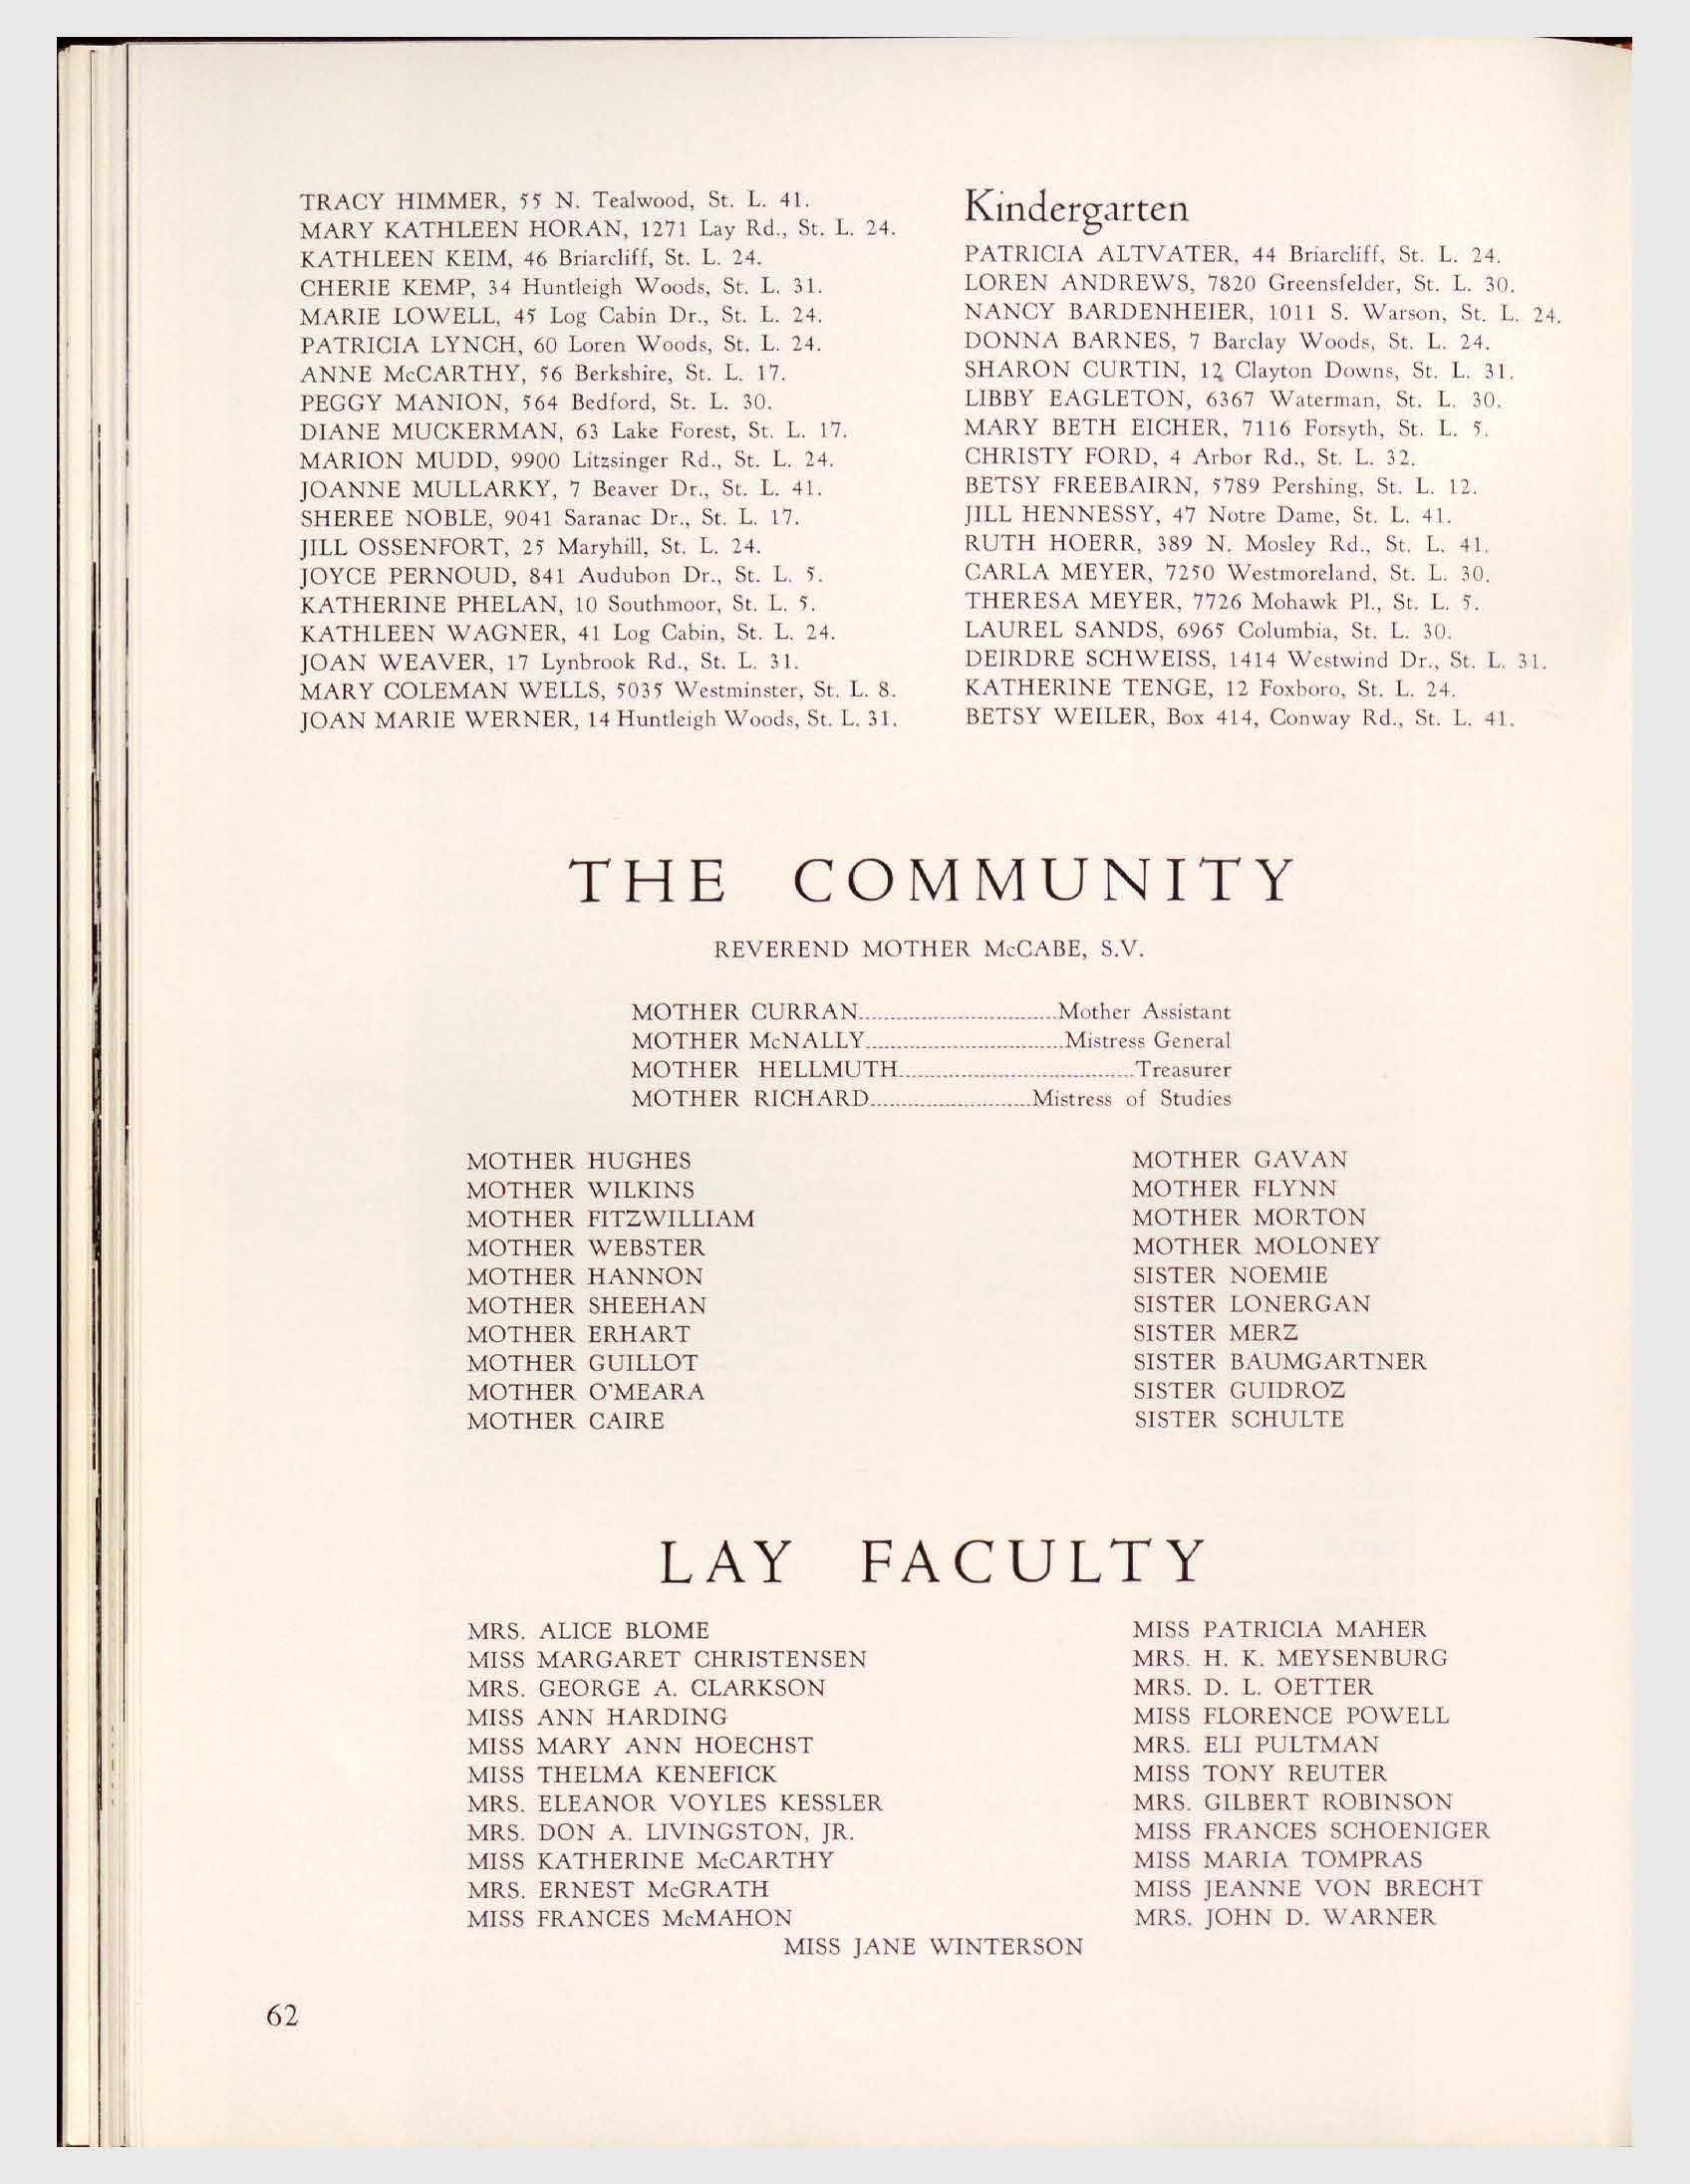 TRACY HIMMER, 55 N. Tealwood, St. L. 41.
MARY KATHLEEN HORAN, 1271 Lay Rd., St. L. 24.
KATHLEEN KEIM, 46 Briarcliff, St. L. 24.
CHERIE KEMP, 34 Huntleigh Woods, St. L. 31.
MARIE LOWELL, 45 Log Cabin Dr., St. L. 24.
PATRICIA LYNCH, 60 Loren Woods, St. L. 24.
ANNE McCARTHY, 56 Berkshire, St. L. 17.
PEGGY MANION, 564 Bedford, St. L. 30.
DIANE MUCKERMAN, 63 Lake Forest, St. L. 17.
MARION MUDD, 9900 Litzsinger Rd., St. L. 24.
JOANNE MULLARKY, 7 Beaver Dr., St. L. 41.
SHEREE NOBLE, 9041 Saranac Dr., St. L. 17.
JILL OSSENFORT, 25 Maryhill, St. L. 24.
JOYCE PERNOUD, 841 Audubon Dr., St. L. 5.
KATHERINE PHELAN, 10 Southmoor, St. L. 5.
KATHLEEN WAGNER, 41 Log Cabin, St. L. 24.
JOAN WEAVER, 17 Lynbrook Rd., St. L. 31.
MARY COLEMAN WELLS, 5035 Westminster, St. L. 8.
JOAN MARIE WERNER, 14 Huntleigh Woods, St. L. 31.
Kindergarten
PATRICIA ALTVATER, 44 Briarcliff, St. L. 24.
LOREN ANDREWS, 7820 Greensfelder, St. L. 30.
NANCY BARDENHEIER, 1011 S. Warson, St. L. 24.
DONNA BARNES, 7 Barclay Woods, St. L. 24.
SHARON CURTIN, 12 Clayton Downs, St. L. 31.
LIBBY EAGLETON, 6367 Waterman, St. L. 30.
MARY BETH EICHER, 7116 Forsyth, St. L. 5.
CHRISTY FORD, 4 Arbor Rd., St. L. 32.
BETSY FREEBAIRN, 5789 Pershing, St. L. 12.
JILL HENNESSY, 47 Notre Dame, St. L. 41.
RUTH HOERR, 389 N. Mosley Rd., St. L. 41.
CARLA MEYER, 7250 Westmoreland, St. L. 30.
THERESA MEYER, 7726 Mohawk Pl., St. L. 5.
LAUREL SANDS, 6965 Columbia, St. L. 30.
DEIRDRE SCHWEISS, 1414 Westwind Dr., St. L. 31.
KATHERINE TENGE, 12 Foxboro, St. L. 24.
BETSY WEILER, Box 414, Conway Rd., St. L. 41.
THE COMMUNITY
REVEREND MOTHER McCABE, S.V.
MOTHER CURRAN..............................Mother Assistant
MOTHER McNALLY..............................Mistress General
MOTHER HELLMUTH..............................Treasurer
MOTHER RICHARD........................Mistress of Studies
MOTHER HUGHES
MOTHER WILKINS
MOTHER FITZWILLIAM
MOTHER WEBSTER
MOTHER HANNON
MOTHER SHEEHAN
MOTHER ERHART
MOTHER GUILLOT
MOTHER O'MEARA
MOTHER CAIRE
MOTHER GAVAN
MOTHER FLYNN
MOTHER MORTON
MOTHER MOLONEY
SISTER NOEMIE
SISTER LONERGAN
SISTER MERZ
SISTER BAUMGARTNER
SISTER GUIDROZ
SISTER SCHULTE
LAY FACULTY
MRS. ALICE BLOME
MISS MARGARET CHRISTENSEN
MRS. GEORGE A. CLARKSON
MISS ANN HARDING
MISS MARY ANN HOECHST
MISS THELMA KENEFICK
MRS. ELEANOR VOYLES KESSLER
MRS. DON A. LIVINGSTON, JR.
MISS KATHERINE McCARTHY
MRS. ERNEST McGRATH
MISS FRANCES McMAHON
MISS PATRICIA MAHER
MRS. H. K. MEYSENBURG
MRS. D. L. OETTER
MISS FLORENCE POWELL
MRS. ELI PULTMAN
MISS TONY REUTER
MRS. GILBERT ROBINSON
MISS FRANCES SCHOENIGER
MISS MARIA TOMPRAS
MISS JEANNE VON BRECHT
MRS. JOHN D. WARNER
MISS JANE WINTERSON
62